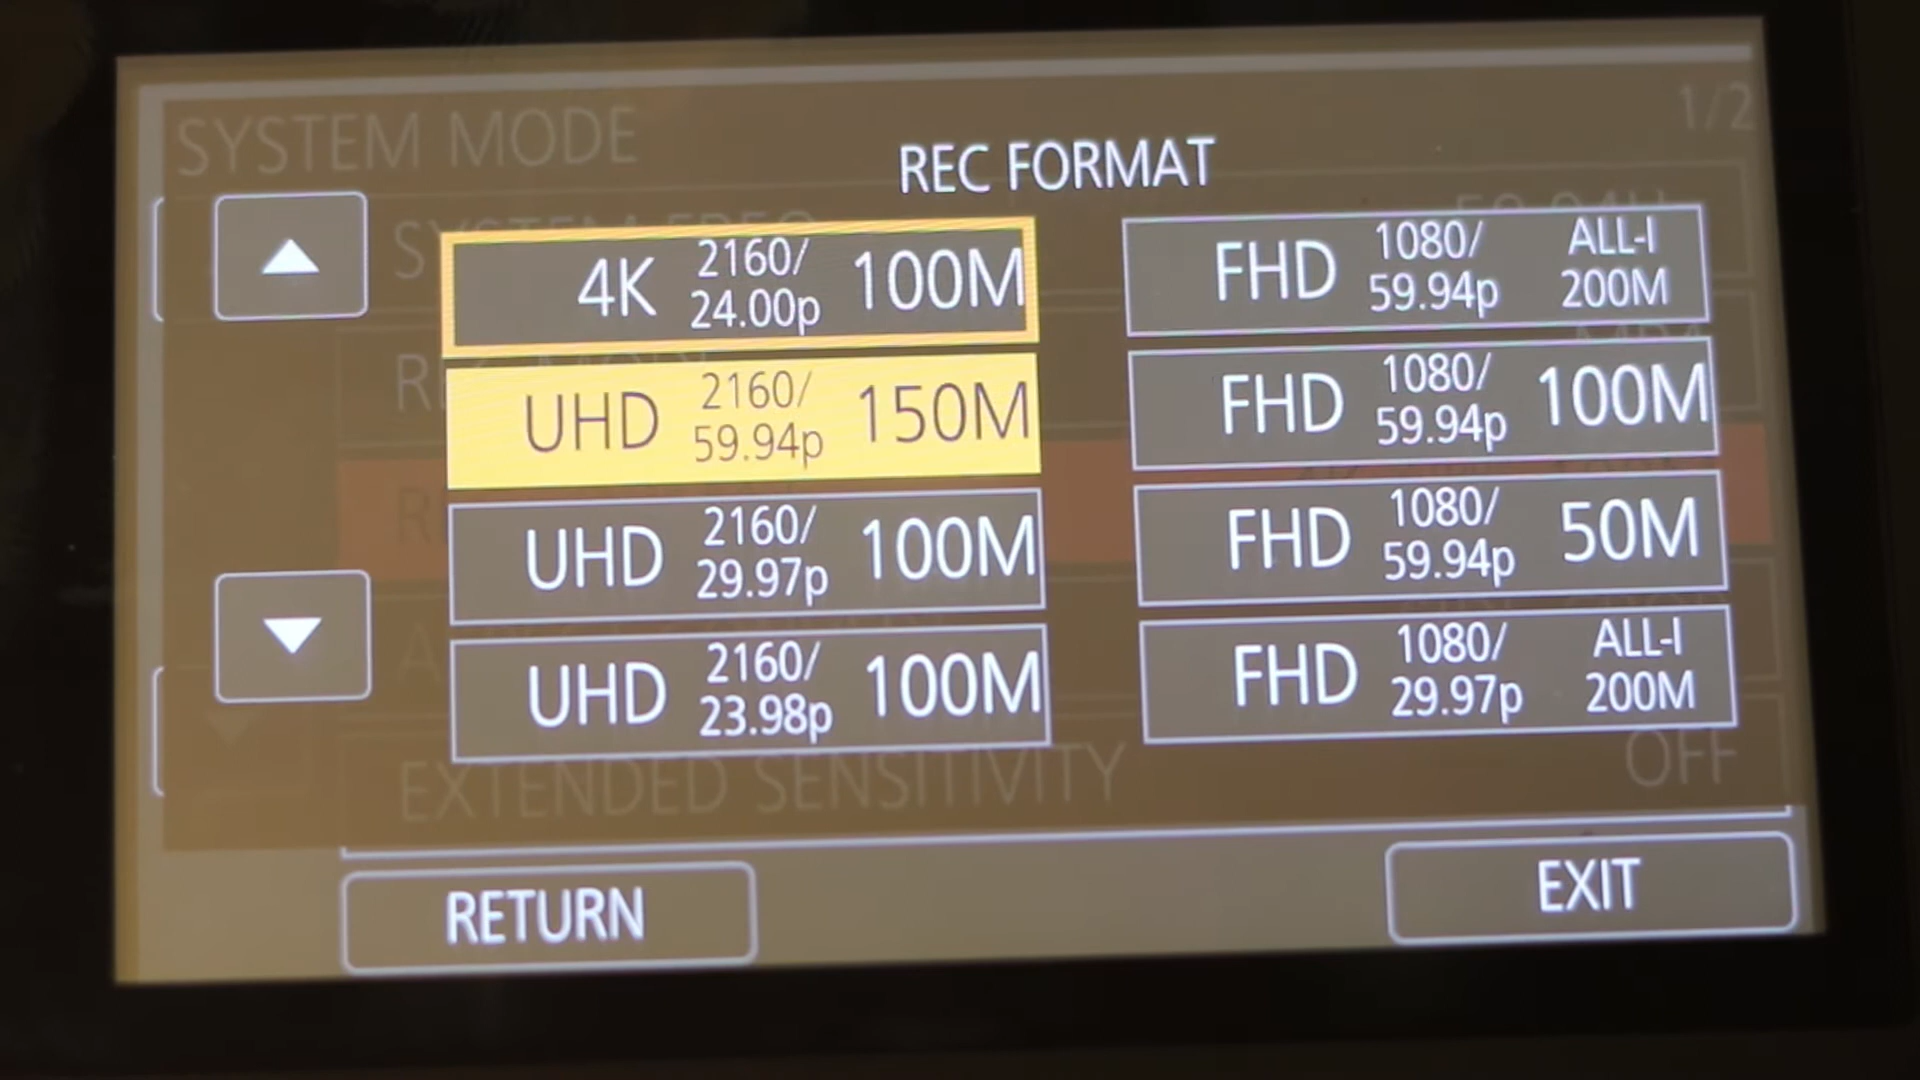 SYSTEM MODE
1/2
REC FORMAT
4K 2160/ 24.00p 100M
FHD 1080/ 59.94p ALL-I 200M
UHD 2160/ 59.94p 150M
FHD 1080/ 59.94p 100M
UHD 2160/ 29.97p 100M
FHD 1080/ 59.94p 50M
UHD 2160/ 23.98p 100M
FHD 1080/ 29.97p ALL-I 200M
EXTENDED SENSITIVITY OFF
RETURN
EXIT